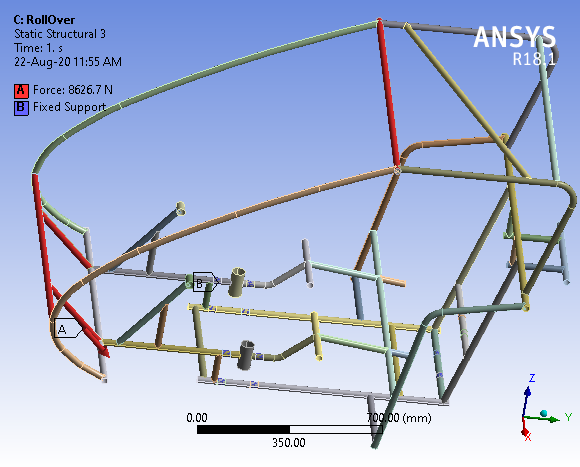 C: RollOver
Static Structural 3
Time: 1. s
22-Aug-20 11:55 AM
A Force: 8626.7 N
B Fixed Support
ANSYS
R18.1
B
A
Z
Y
X
0.00 700.00 (mm)
350.00